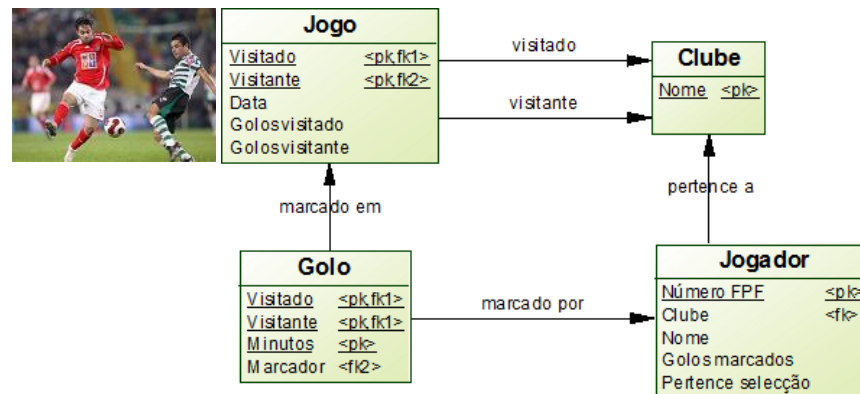 Jogo
Visitado <pk,fk1>
Visitante <pk,fk2>
Data
Golosvisitado
Golosvisitante
visitado
visitante
Clube
Nome <pk>
marcado em
pertence a
Golo
Visitado <pk,fk1>
Visitante <pk,fk1>
Minutos <pk>
Marcador <fk2>
marcado por
Jogador
Número FPF <pk>
Clube <fk>
Nome
Golos marcados
Pertence selecção